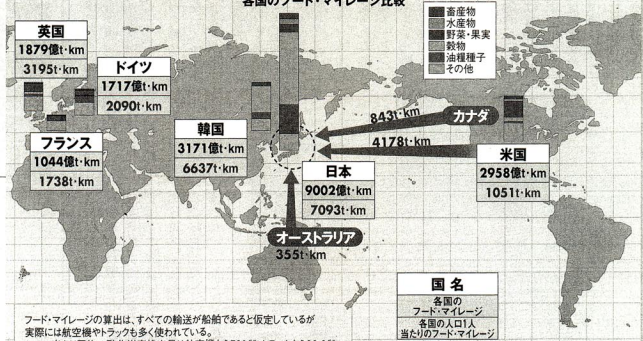 各国のフード・マイレージ比較
畜産物
水産物
野菜・果実
穀物
油糧種子
その他
英国
1879億t・km
3195t・km
ドイツ
1717億t・km
2090t・km
フランス
1044億t・km
1738t・km
韓国
3171億t・km
6637t・km
日本
9002億t・km
7093t・km
843t・km
カナダ
4178t・km
米国
2958億t・km
1051t・km
オーストラリア
355t・km
国 名
各国の
フード・マイレージ
各国の人口1人
当たりのフード・マイレージ
フード・マイレージの算出は、すべての輸送が船舶であると仮定しているが
実際には航空機やトラックも多く使われている。